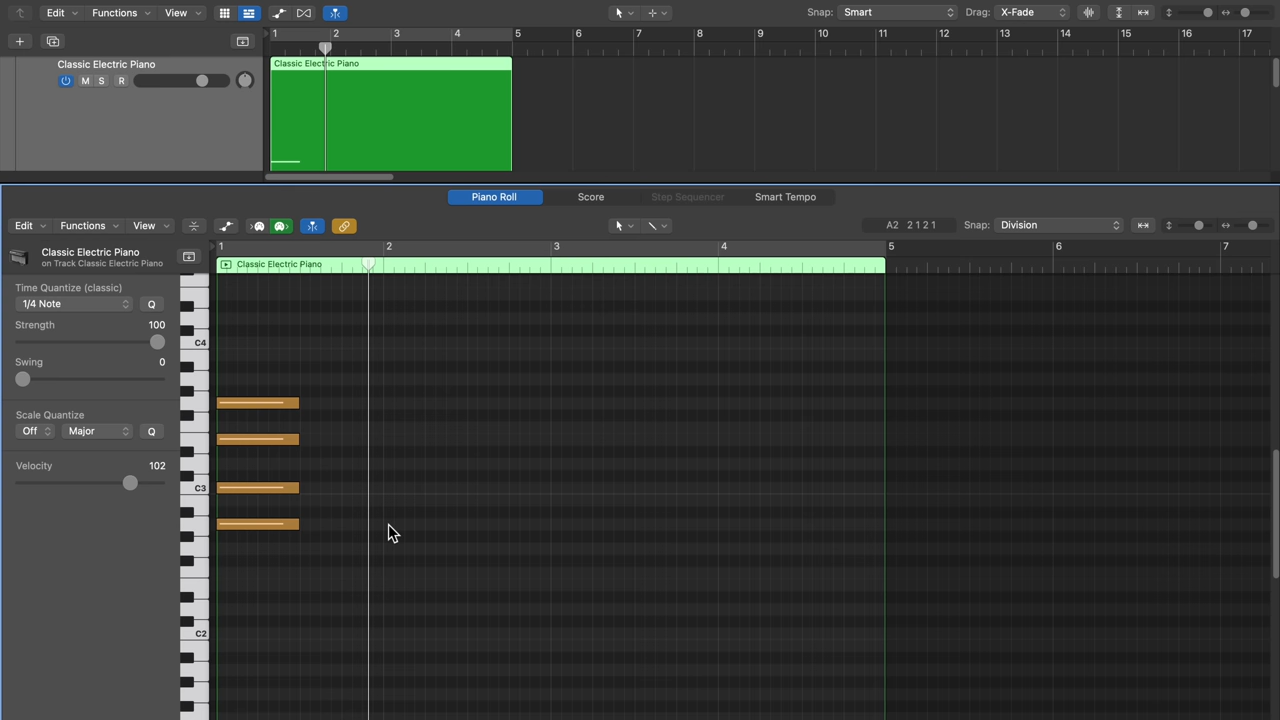 Edit Functions View Snap: Smart Drag: X-Fade
1 2 3 4 5 6 7 8 9 10 11 12 13 14 15 16 17
Classic Electric Piano
M S R
Classic Electric Piano
Piano Roll Score Step Sequencer Smart Tempo
Edit Functions View A2 2 1 2 1 Snap: Division
1 2 3 4 5 6 7
Classic Electric Piano
on Track Classic Electric Piano
Classic Electric Piano
Time Quantize (classic)
1/4 Note Q
Strength 100
Swing 0
Scale Quantize
Off Major Q
Velocity 102
C4
C3
C2